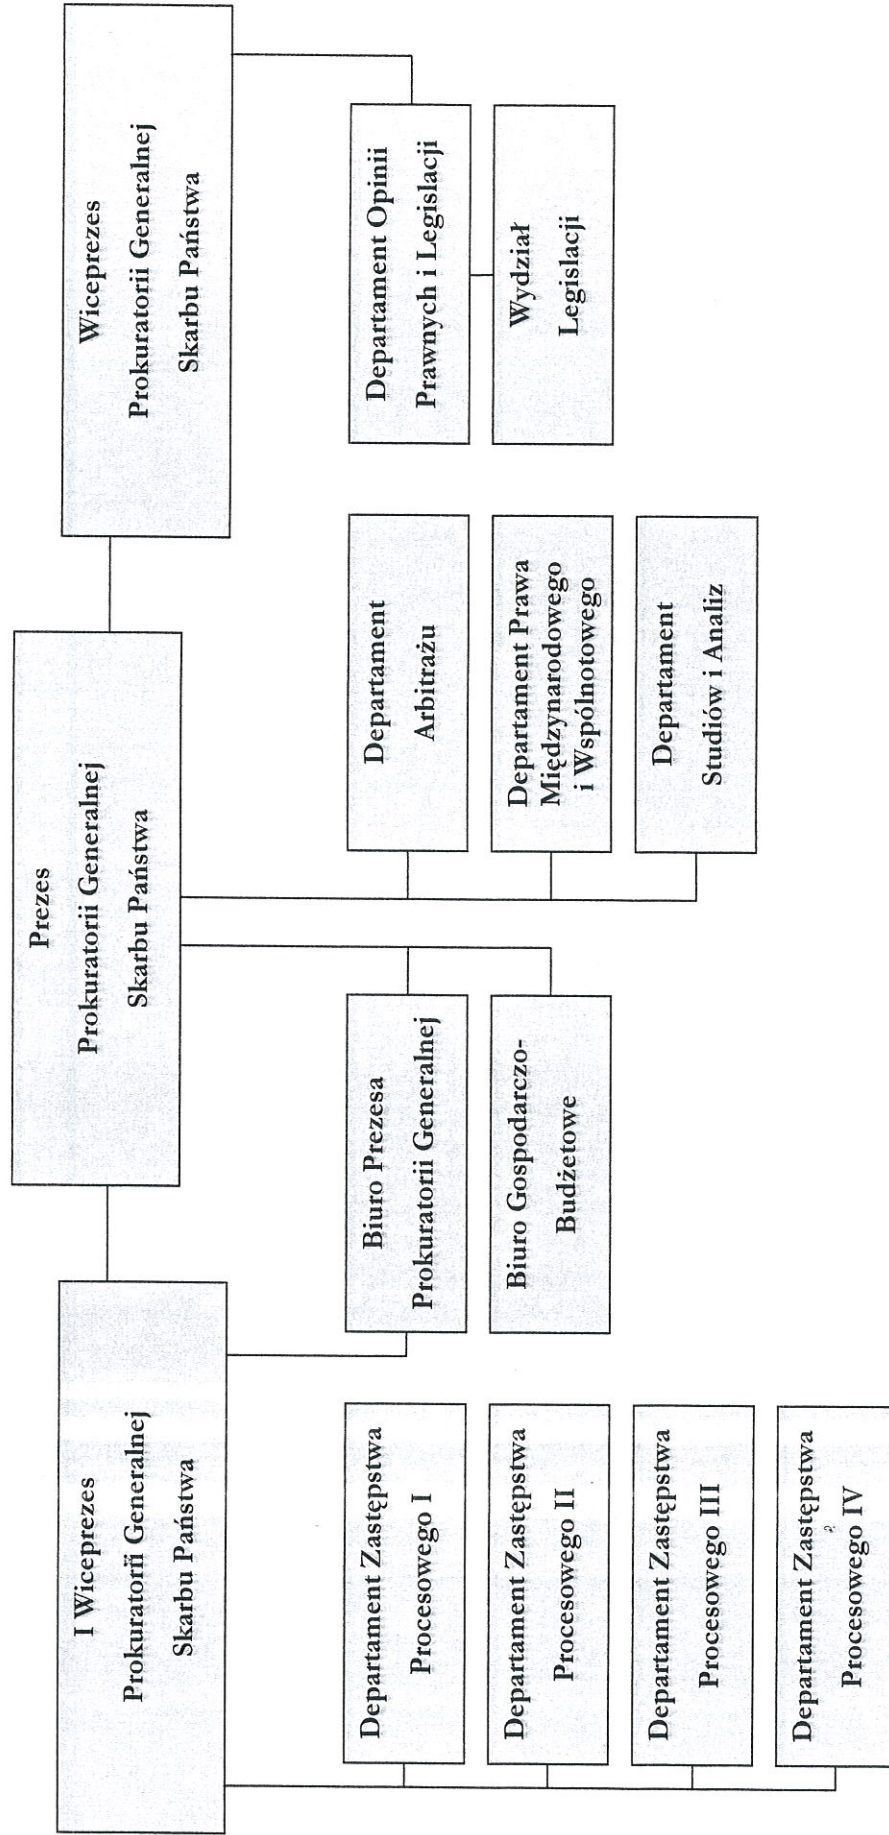 I Wiceprezes
Prokuratorii Generalnej
Skarbu Państwa
Prezes
Prokuratorii Generalnej
Skarbu Państwa
Wiceprezes
Prokuratorii Generalnej
Skarbu Państwa
Departament Zastępstwa
Procesowego I
Departament Zastępstwa
Procesowego II
Departament Zastępstwa
Procesowego III
Departament Zastępstwa
Procesowego IV
Biuro Prezesa
Prokuratorii Generalnej
Biuro Gospodarczo-
Budżetowe
Departament
Arbitrażu
Departament Prawa
Międzynarodowego
i Wspólnotowego
Departament
Studiów i Analiz
Departament Opinii
Prawnych i Legislacji
Wydział
Legislacji